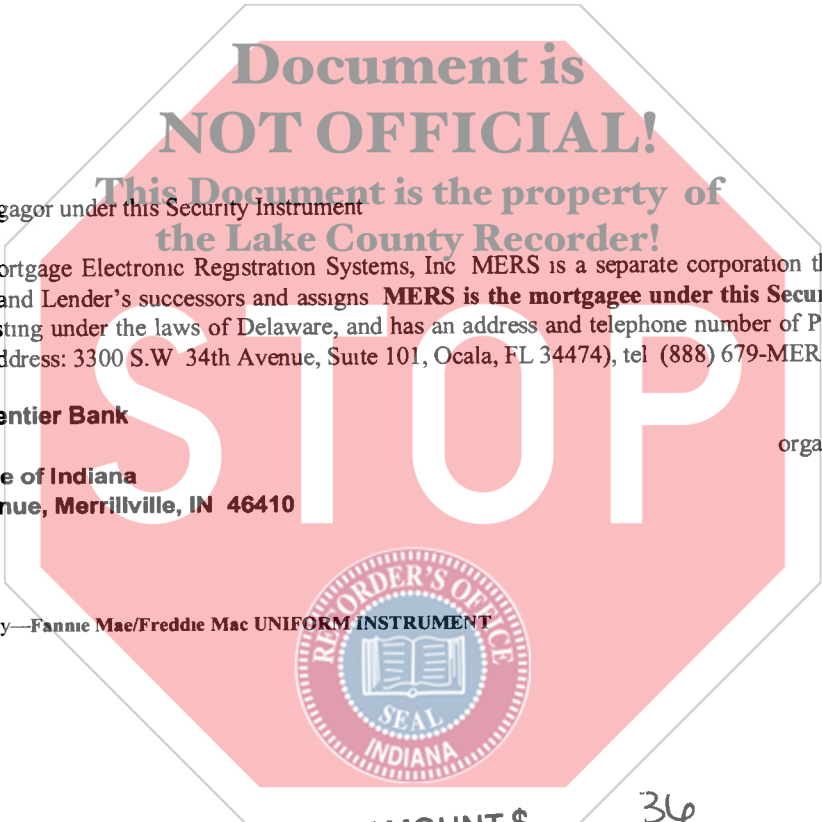 Document is
NOT OFFICIAL!
This Document is the property of
gagor under this Security Instrument
the Lake County Recorder!
ortgage Electronic Registration Systems, Inc MERS is a separate corporation th
and Lender's successors and assigns MERS is the mortgagee under this Secu
sting under the laws of Delaware, and has an address and telephone number of P
ddress: 3300 S.W 34th Avenue, Suite 101, Ocala, FL 34474), tel (888) 679-MER
STOP
entier Bank
orga
e of Indiana
nue, Merrillville, IN 46410
y—Fannie Mae/Freddie Mac UNIFORM INSTRUMENT
RECORDER'S OFFICE
SEAL
INDIANA
MOUNT $ 36